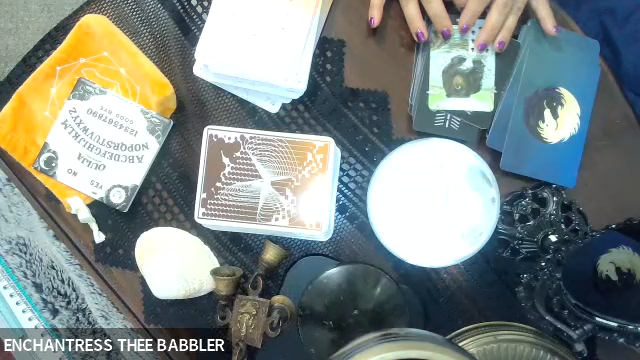 YES NO
OUIJA
ABCDEFGHIJKLM
NOPQRSTUVWXYZ
1234567890
GOOD BYE
ENCHANTRESS THEE BABBLER